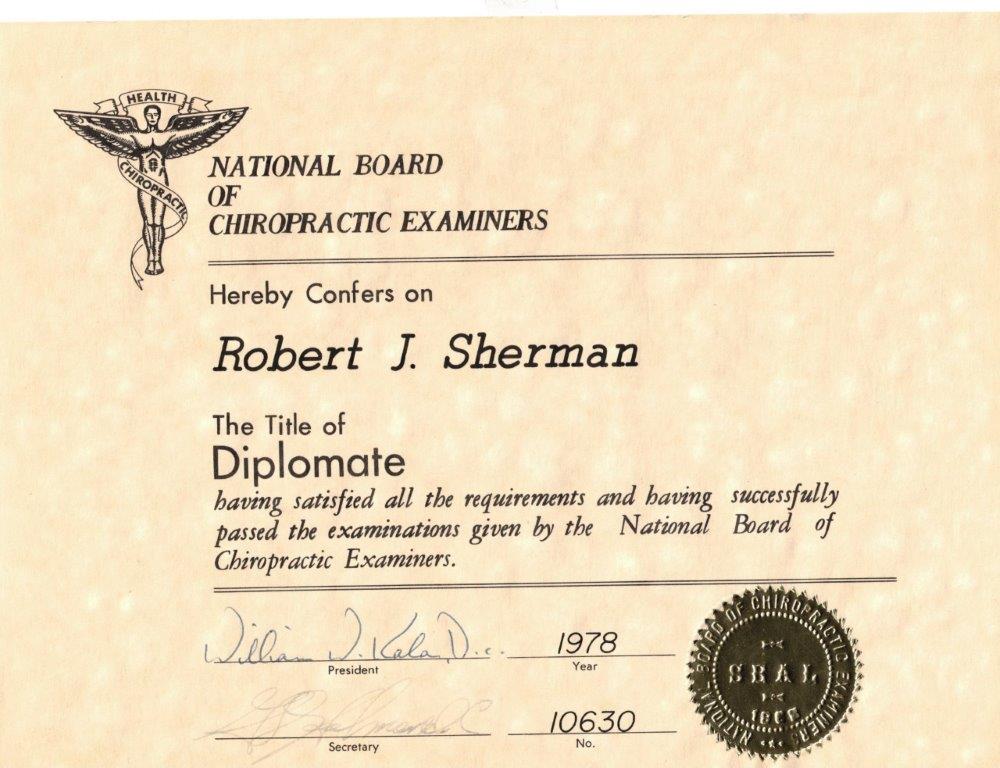 HEALTH
CHIROPRACTIC
NATIONAL BOARD
OF
CHIROPRACTIC EXAMINERS
Hereby Confers on
Robert J. Sherman
The Title of
Diplomate
having satisfied all the requirements and having successfully
passed the examinations given by the National Board of
Chiropractic Examiners.
William D. Kalas, D.C.
1978
President
Year
10630
Secretary
No.
NATIONAL BOARD OF CHIROPRACTIC EXAMINERS
SEAL